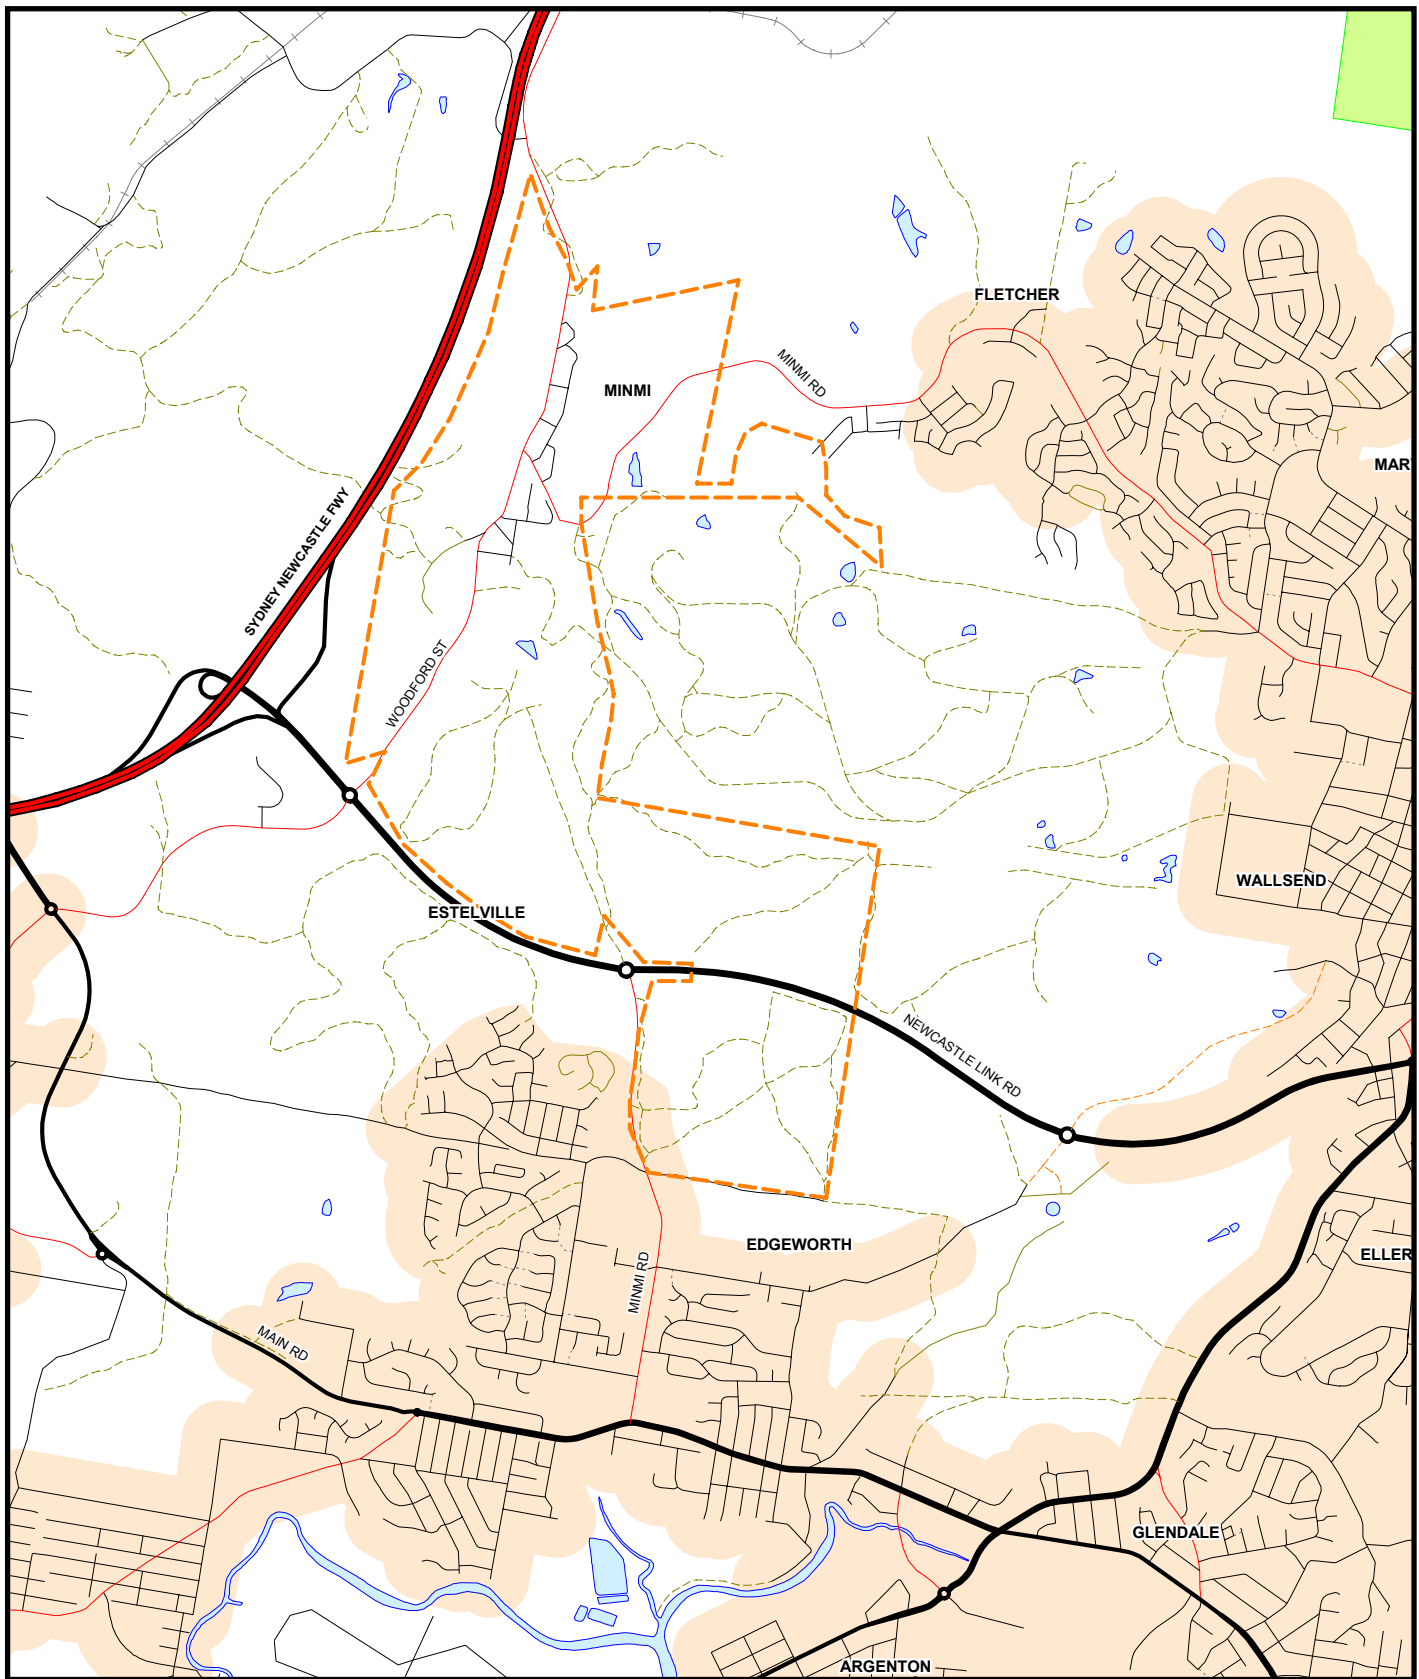 FLETCHER
MINMI RD
MINMI
MAR
SYDNEY NEWCASTLE FWY
WOODFORD ST
WALLSEND
ESTELVILLE
NEWCASTLE LINK RD
EDGEWORTH
ELLER
MINMI RD
MAIN RD
GLENDALE
ARGENTON